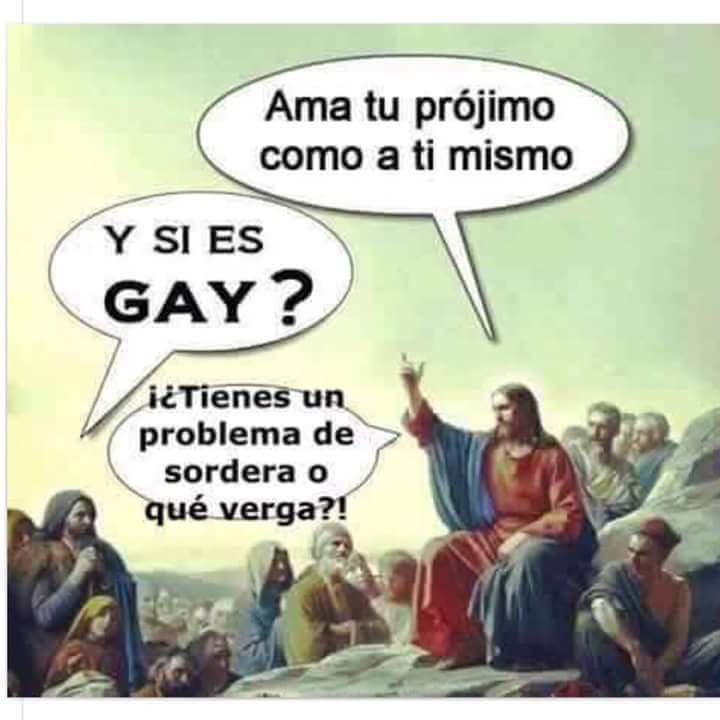 Ama tu prójimo
como a ti mismo
Y SI ES
GAY?
¡¿Tienes un
problema de
sordera o
qué verga?!